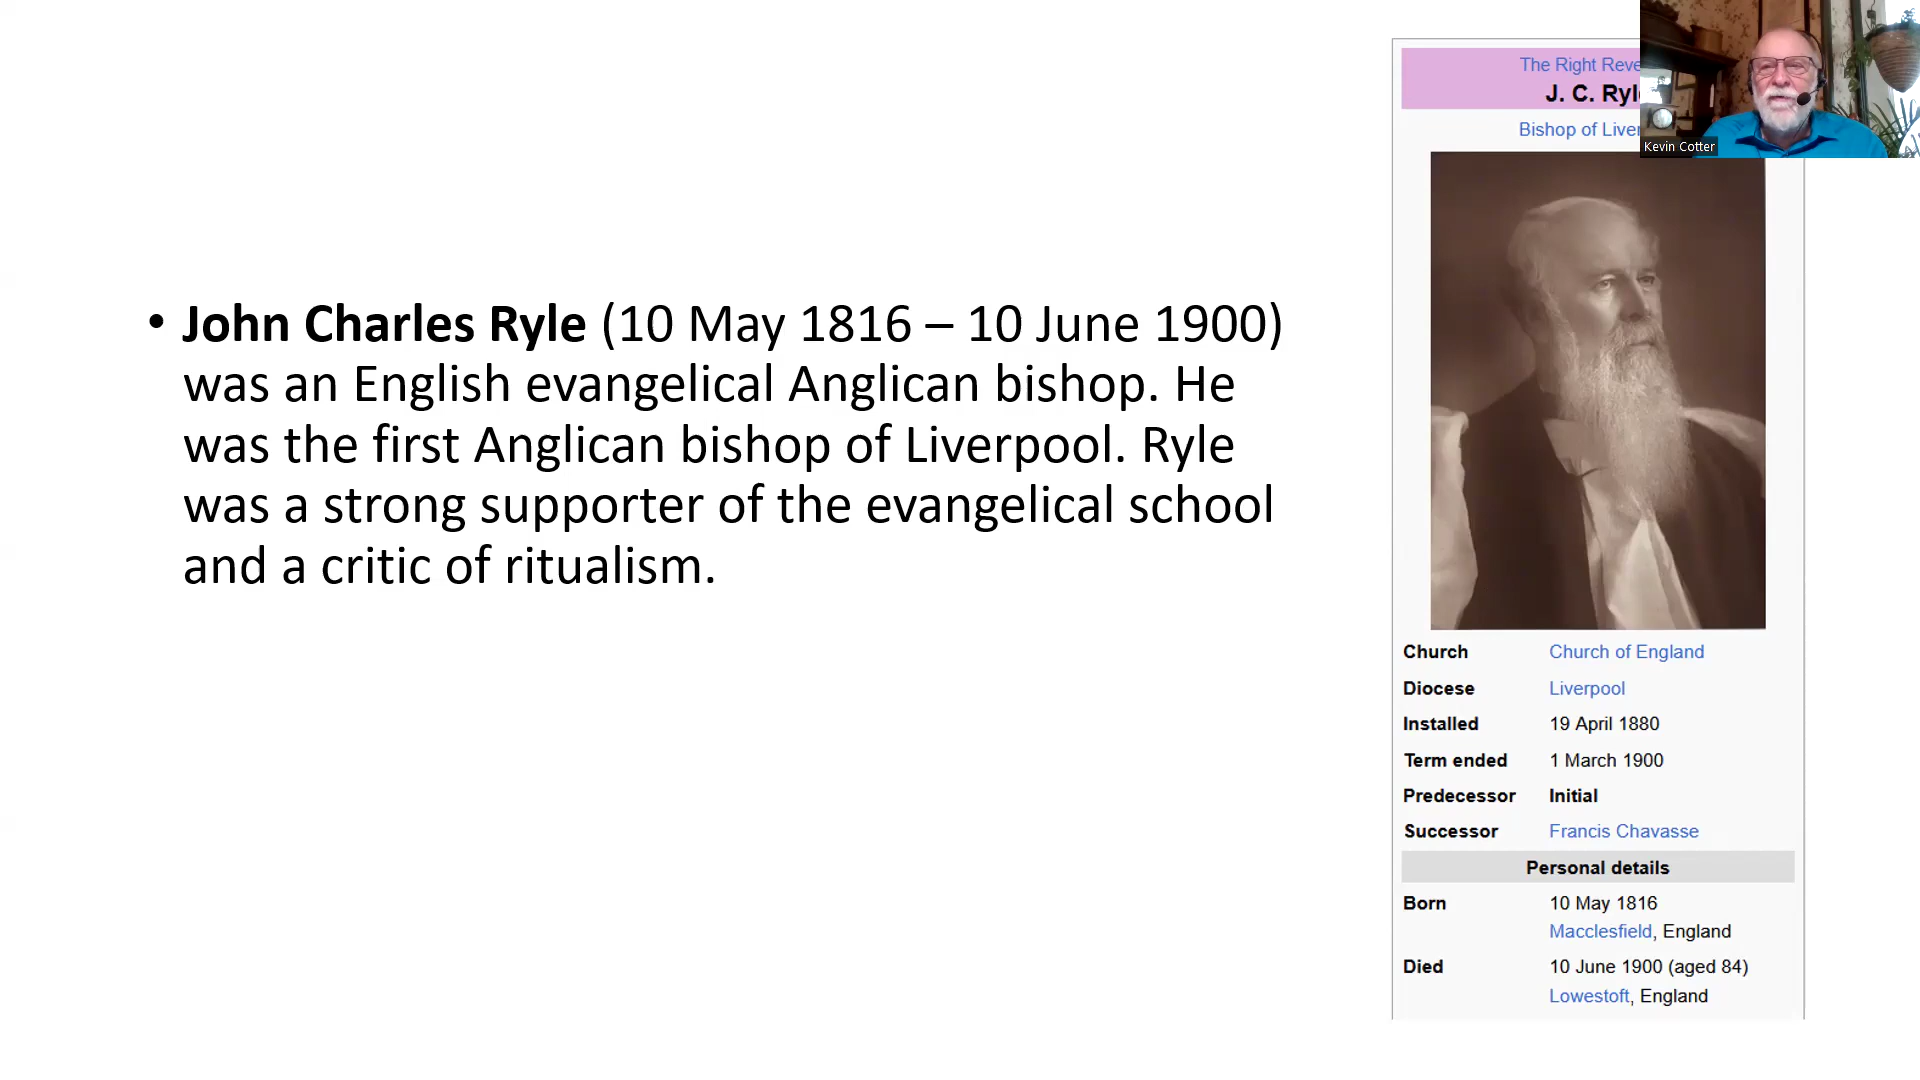 • John Charles Ryle (10 May 1816 – 10 June 1900)
was an English evangelical Anglican bishop. He
was the first Anglican bishop of Liverpool. Ryle
was a strong supporter of the evangelical school
and a critic of ritualism.
The Right Reve
J. C. Ryl
Bishop of Liver
Kevin Cotter
Church Church of England
Diocese Liverpool
Installed 19 April 1880
Term ended 1 March 1900
Predecessor Initial
Successor Francis Chavasse
Personal details
Born 10 May 1816
Macclesfield, England
Died 10 June 1900 (aged 84)
Lowestoft, England